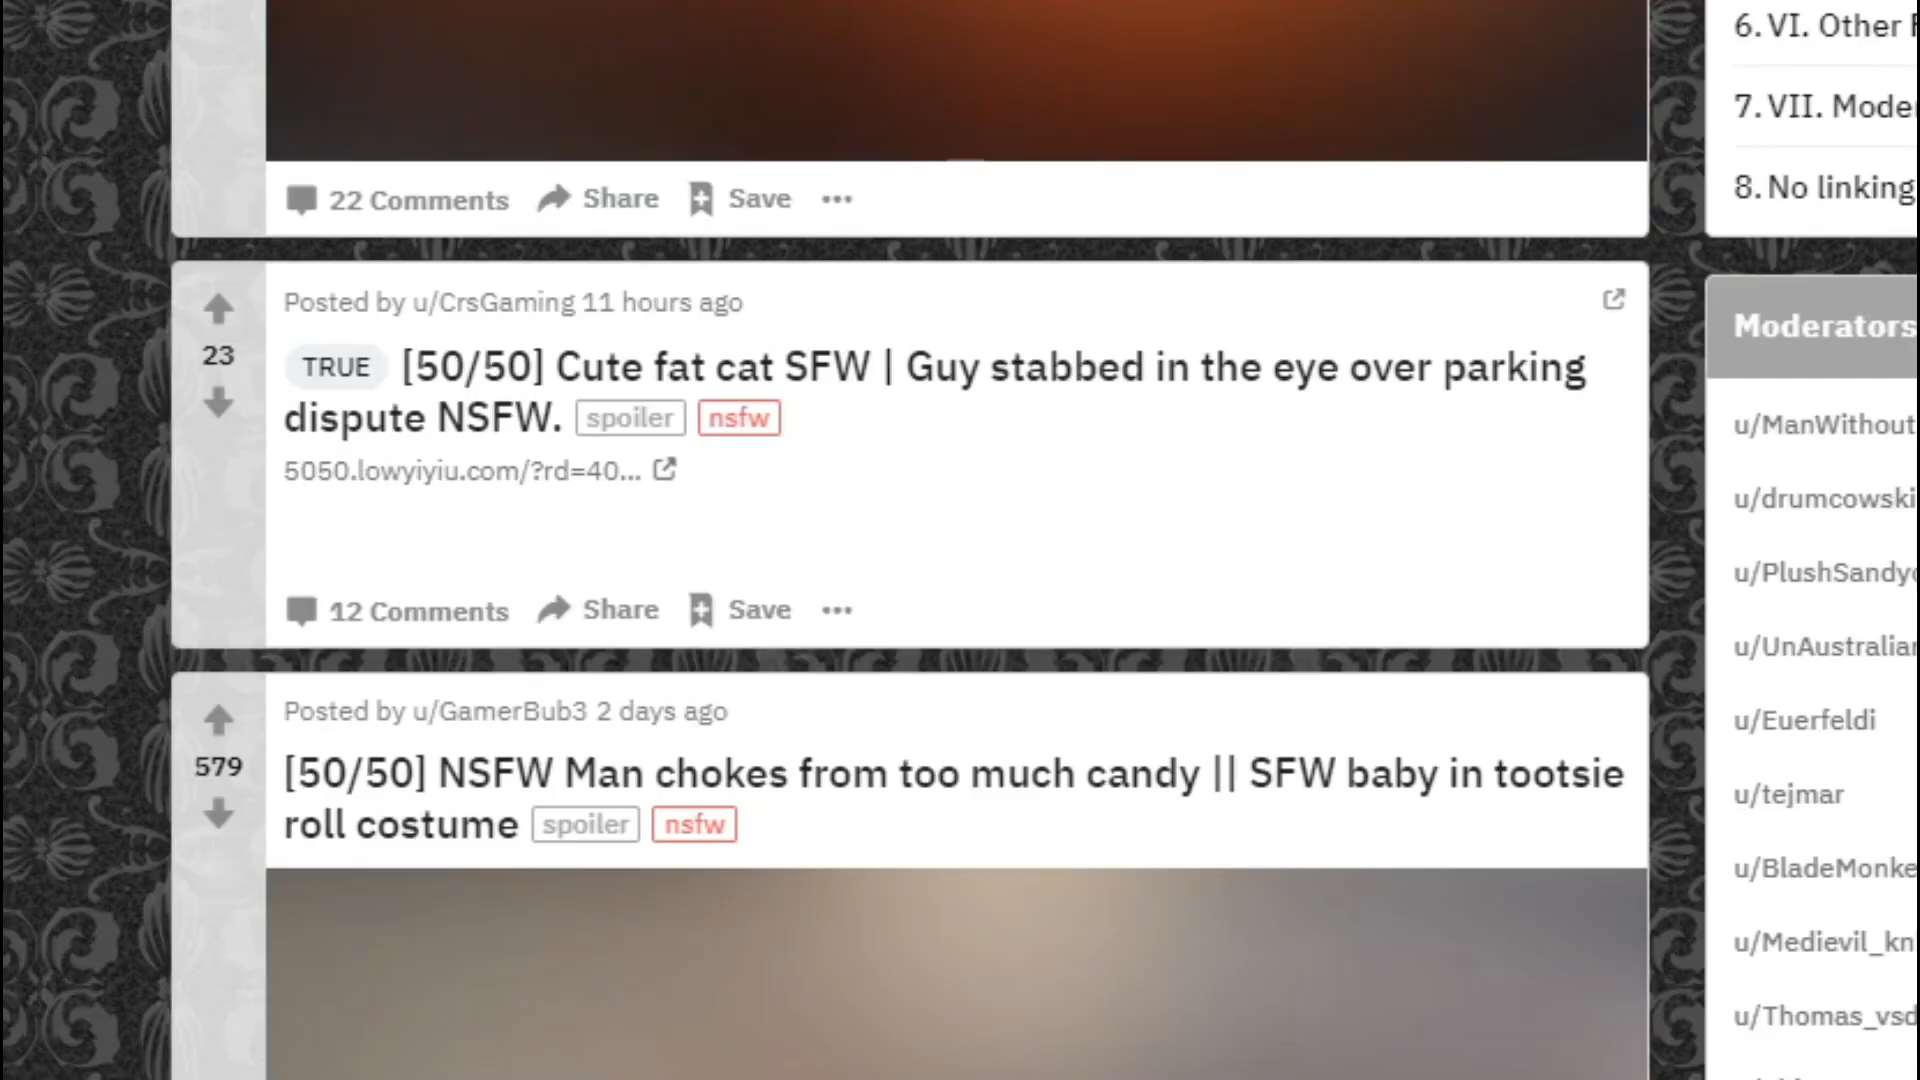 22 Comments Share Save
Posted by u/CrsGaming 11 hours ago
23
TRUE [50/50] Cute fat cat SFW | Guy stabbed in the eye over parking
dispute NSFW. spoiler nsfw
5050.lowyiyiu.com/?rd=40...
12 Comments Share Save
Posted by u/GamerBub3 2 days ago
579
[50/50] NSFW Man chokes from too much candy || SFW baby in tootsie
roll costume spoiler nsfw
6. VI. Other
7. VII. Mode
8. No linking
Moderators
u/ManWithout
u/drumcowski
u/PlushSandy
u/UnAustralia
u/Euerfeldi
u/tejmar
u/BladeMonke
u/Medievil_kn
u/Thomas_vsd